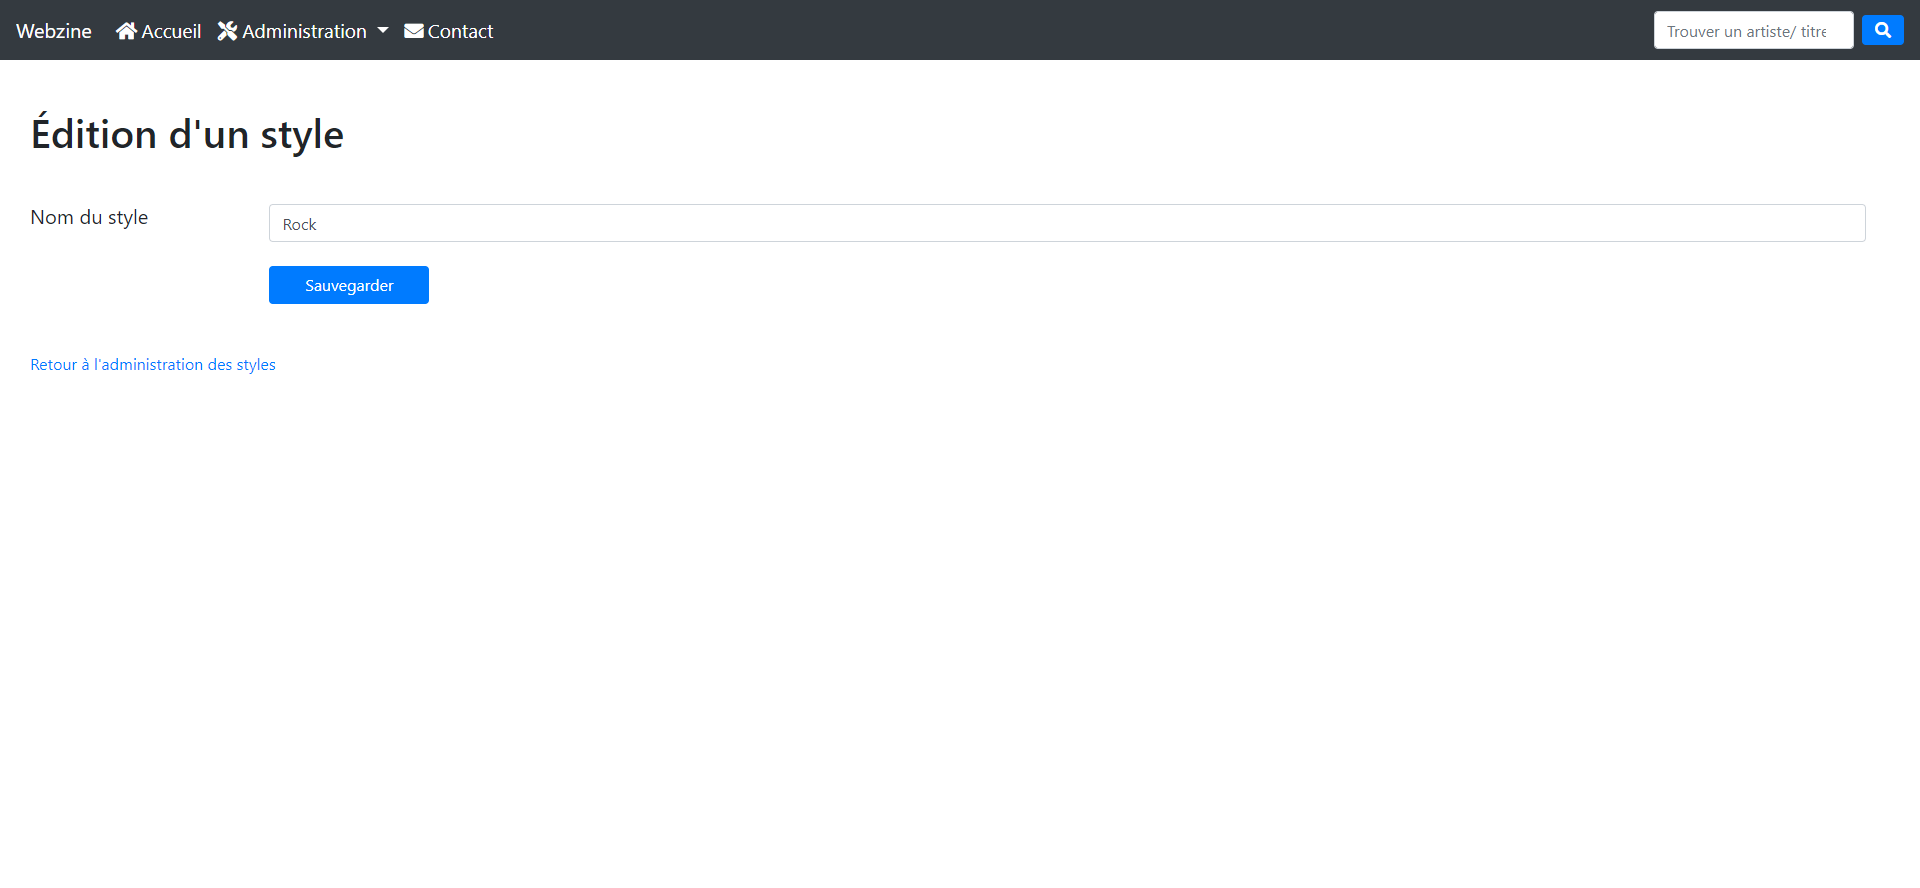 Webzine Accueil Administration Contact Trouver un artiste/ titre
Édition d'un style
Nom du style Rock
Sauvegarder
Retour à l'administration des styles